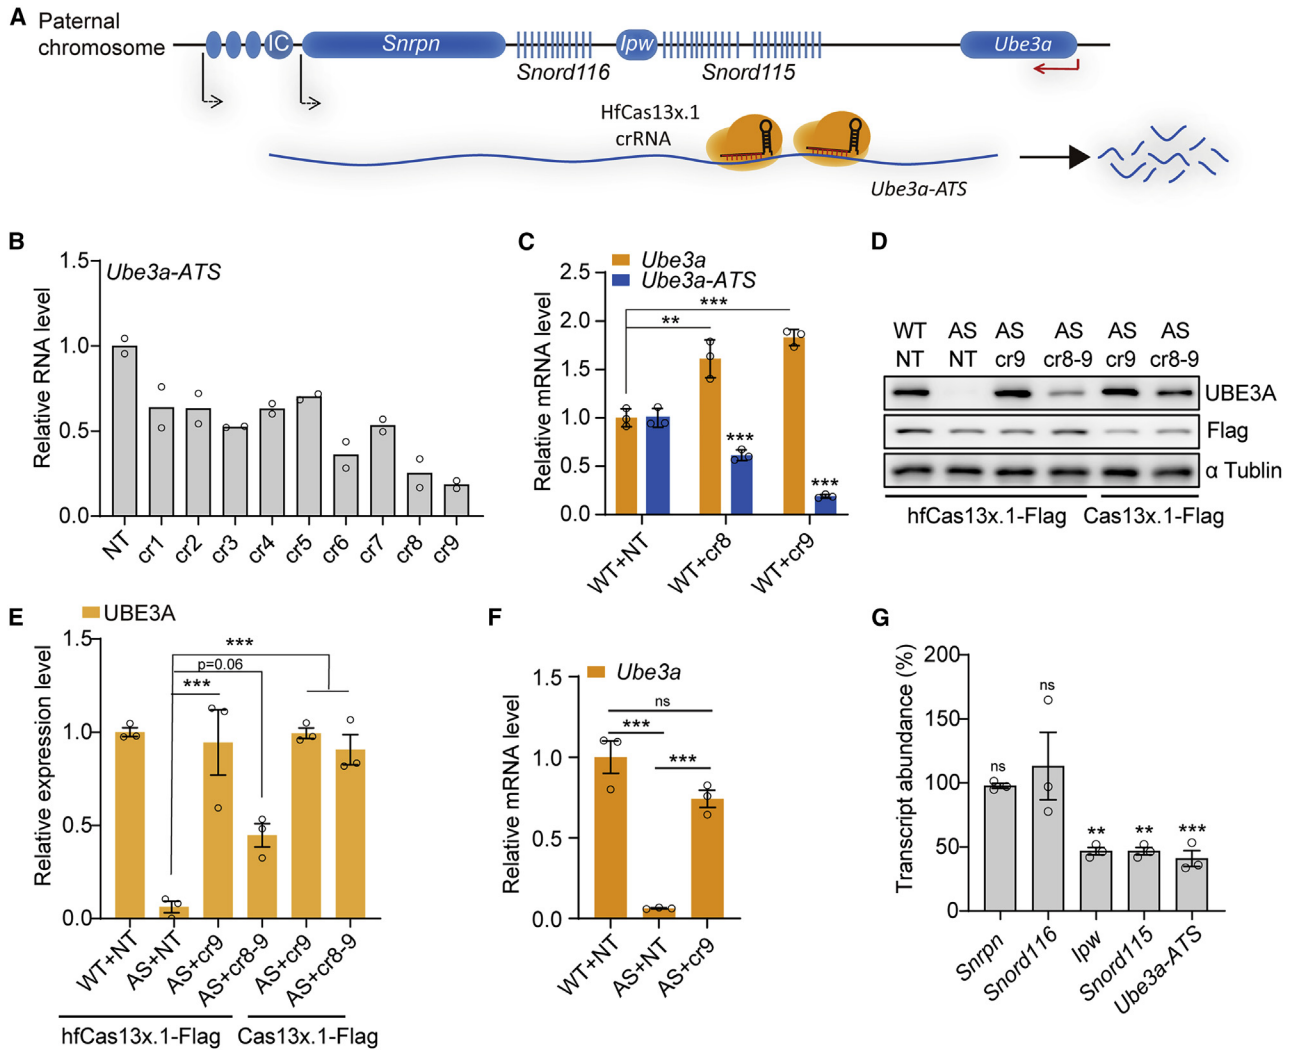 A
Paternal
chromosome
IC
Snrpn
Ipw
Ube3a
Snord116
Snord115
HfCas13x.1
crRNA
Ube3a-ATS
B
Ube3a-ATS
Relative RNA level
1.5
1.0
0.5
0.0
NT cr1 cr2 cr3 cr4 cr5 cr6 cr7 cr8 cr9
C
Ube3a
Ube3a-ATS
Relative mRNA level
2.5
2.0
1.5
1.0
0.5
0.0
***
**
***
***
WT+NT WT+cr8 WT+cr9
D
WT AS AS AS AS AS
NT NT cr9 cr8-9 cr9 cr8-9
UBE3A
Flag
α Tublin
hfCas13x.1-Flag Cas13x.1-Flag
E
UBE3A
Relative expression level
1.5
1.0
0.5
0.0
***
p=0.06
***
WT+NT AS+NT AS+cr9 AS+cr8-9 AS+cr9 AS+cr8-9
hfCas13x.1-Flag Cas13x.1-Flag
F
Ube3a
Relative mRNA level
1.5
1.0
0.5
0.0
ns
***
***
WT+NT AS+NT AS+cr9
G
Transcript abundance (%)
200
150
100
50
0
ns
ns
**
**
***
Snrpn Snord116 Ipw Snord115 Ube3a-ATS